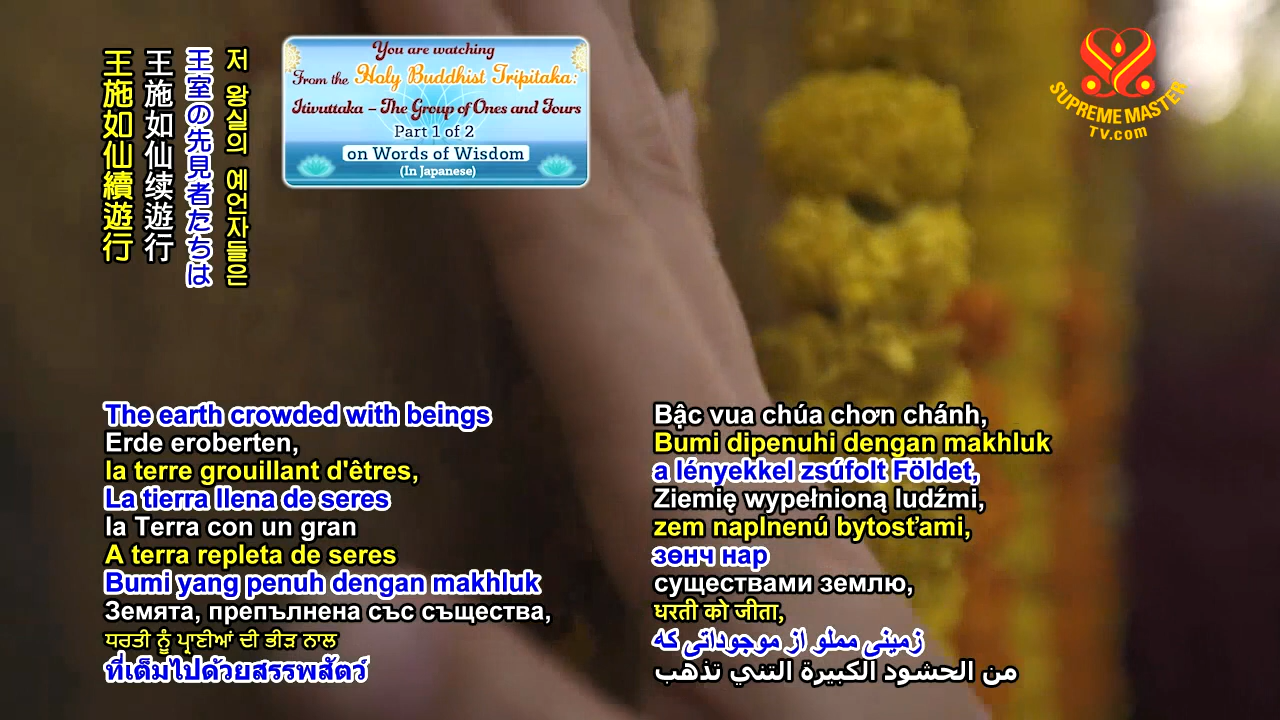 王施如仙續遊行
王施如仙续遊行
王室の先見者たちは
저 왕실의 예언자들은
You are watching
From the Holy Buddhist Tripitaka:
Itivuttaka – The Group of Ones and Fours
Part 1 of 2
on Words of Wisdom
(In Japanese)
SUPREME MASTER
TV.com
The earth crowded with beings
Erde eroberten,
la terre grouillant d'êtres,
La tierra llena de seres
la Terra con un gran
A terra repleta de seres
Bumi yang penuh dengan makhluk
Земята, препълнена със същества,
ਧਰਤੀ ਨੂੰ ਪ੍ਰਾਣੀਆਂ ਦੀ ਭੀੜ ਨਾਲ
ที่เต็มไปด้วยสรรพสัตว์
Bậc vua chúa chơn chánh,
Bumi dipenuhi dengan makhluk
a lényekkel zsúfolt Földet,
Ziemię wypełnioną ludźmi,
zem naplnenú bytosťami,
зөнч нар
существами землю,
धरती को जीता,
زمینی مملو از موجوداتی که
من الحشود الكبيرة التني تذهب